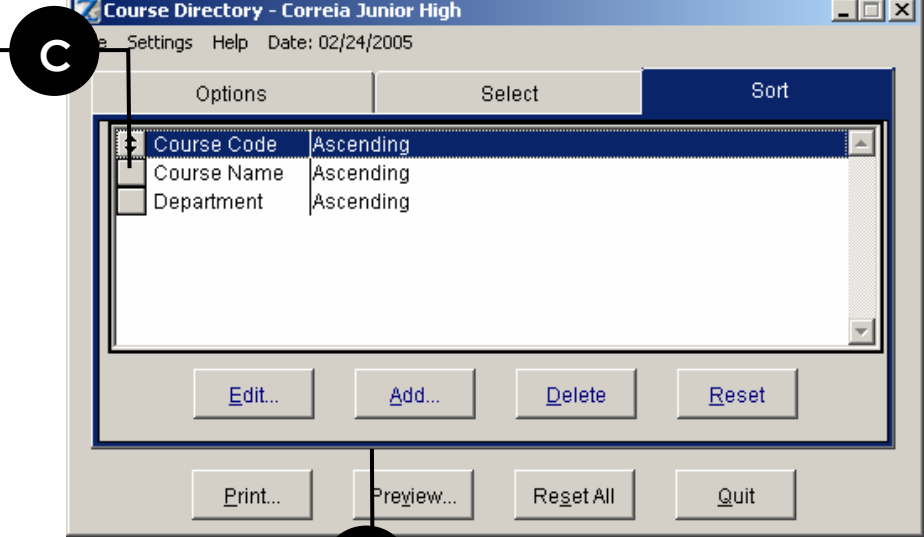 Course Directory - Correia Junior High
C
e Settings Help Date: 02/24/2005
Options Select Sort
Course Code Ascending
Course Name Ascending
Department Ascending
Edit... Add... Delete Reset
Print... Preview... Reset All Quit